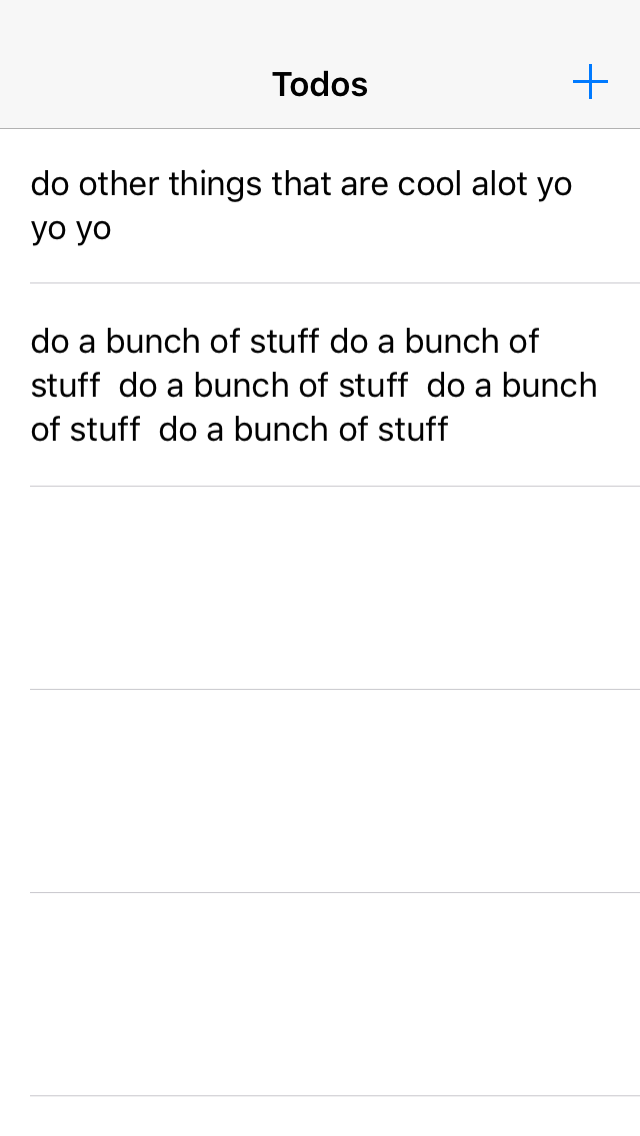 Todos
do other things that are cool alot yo
yo yo
do a bunch of stuff do a bunch of
stuff  do a bunch of stuff  do a bunch
of stuff  do a bunch of stuff